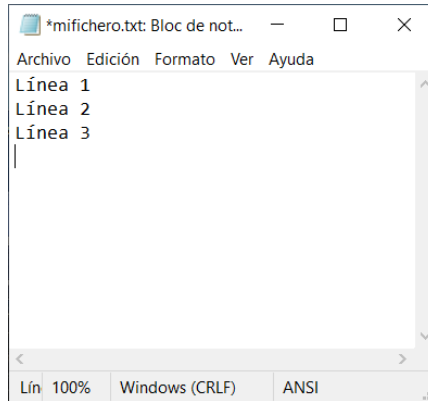 *mifichero.txt: Bloc de not...
Archivo Edición Formato Ver Ayuda
Línea 1
Línea 2
Línea 3
Lín 100% Windows (CRLF) ANSI